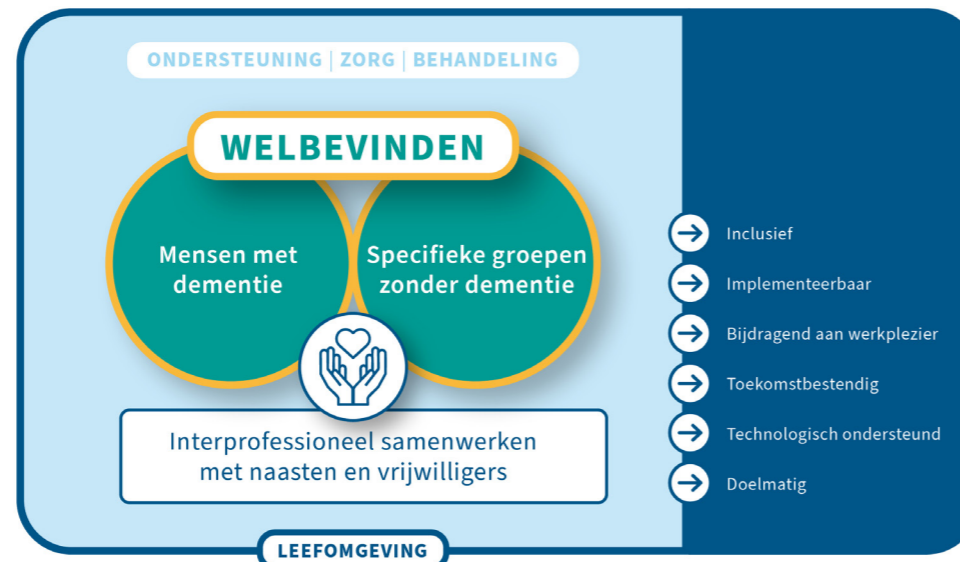 ONDERSTEUNING | ZORG | BEHANDELING
WELBEVINDEN
Mensen met
dementie
Specifieke groepen
zonder dementie
Interprofessioneel samenwerken
met naasten en vrijwilligers
LEEFOMGEVING
Inclusief
Implementeerbaar
Bijdragend aan werkplezier
Toekomstbestendig
Technologisch ondersteund
Doelmatig